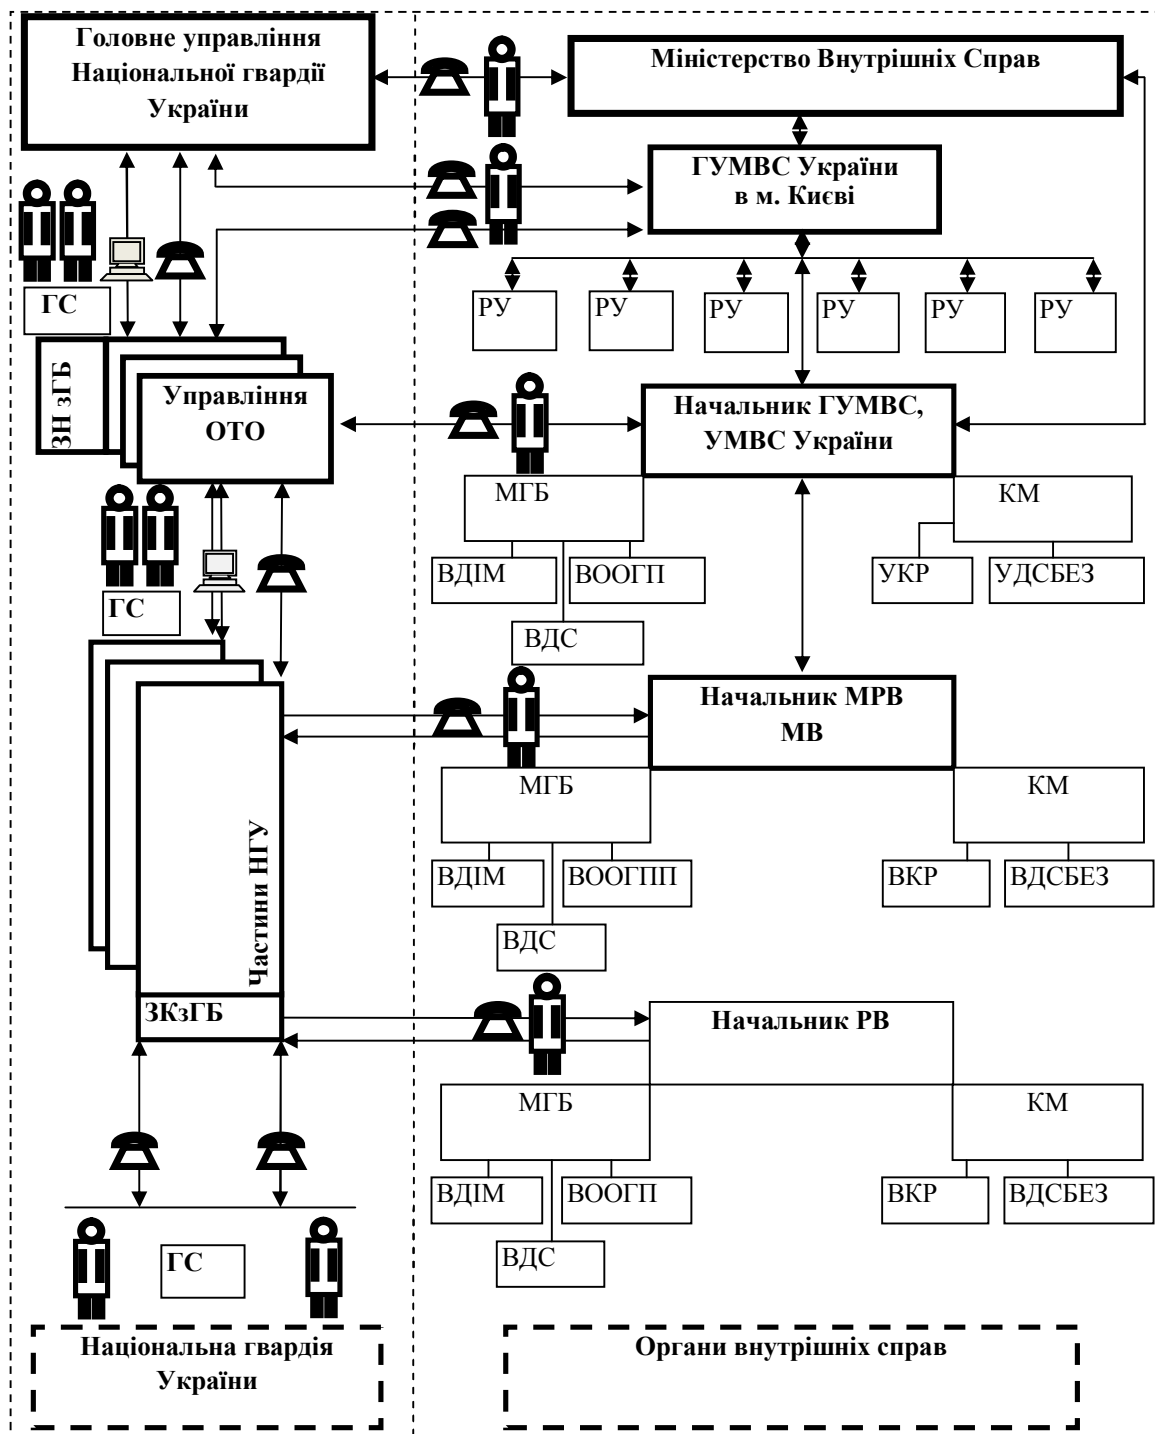 Головне управління
Національної гвардії
України
Міністерство Внутрішніх Справ
ГУМВС України
в м. Києві
ГС
РУ
РУ
РУ
РУ
РУ
РУ
ЗН зГБ
Управління
ОТО
Начальник ГУМВС,
УМВС України
МГБ
КМ
ВДІМ
ВООГП
УКР
УДСБЕЗ
ГС
ВДС
Начальник МРВ
МВ
МГБ
КМ
Частини НГУ
ВДІМ
ВООГПП
ВКР
ВДСБЕЗ
ВДС
ЗКзГБ
Начальник РВ
МГБ
КМ
ВДІМ
ВООГП
ВКР
ВДСБЕЗ
ГС
ВДС
Національна гвардія
України
Органи внутрішніх справ